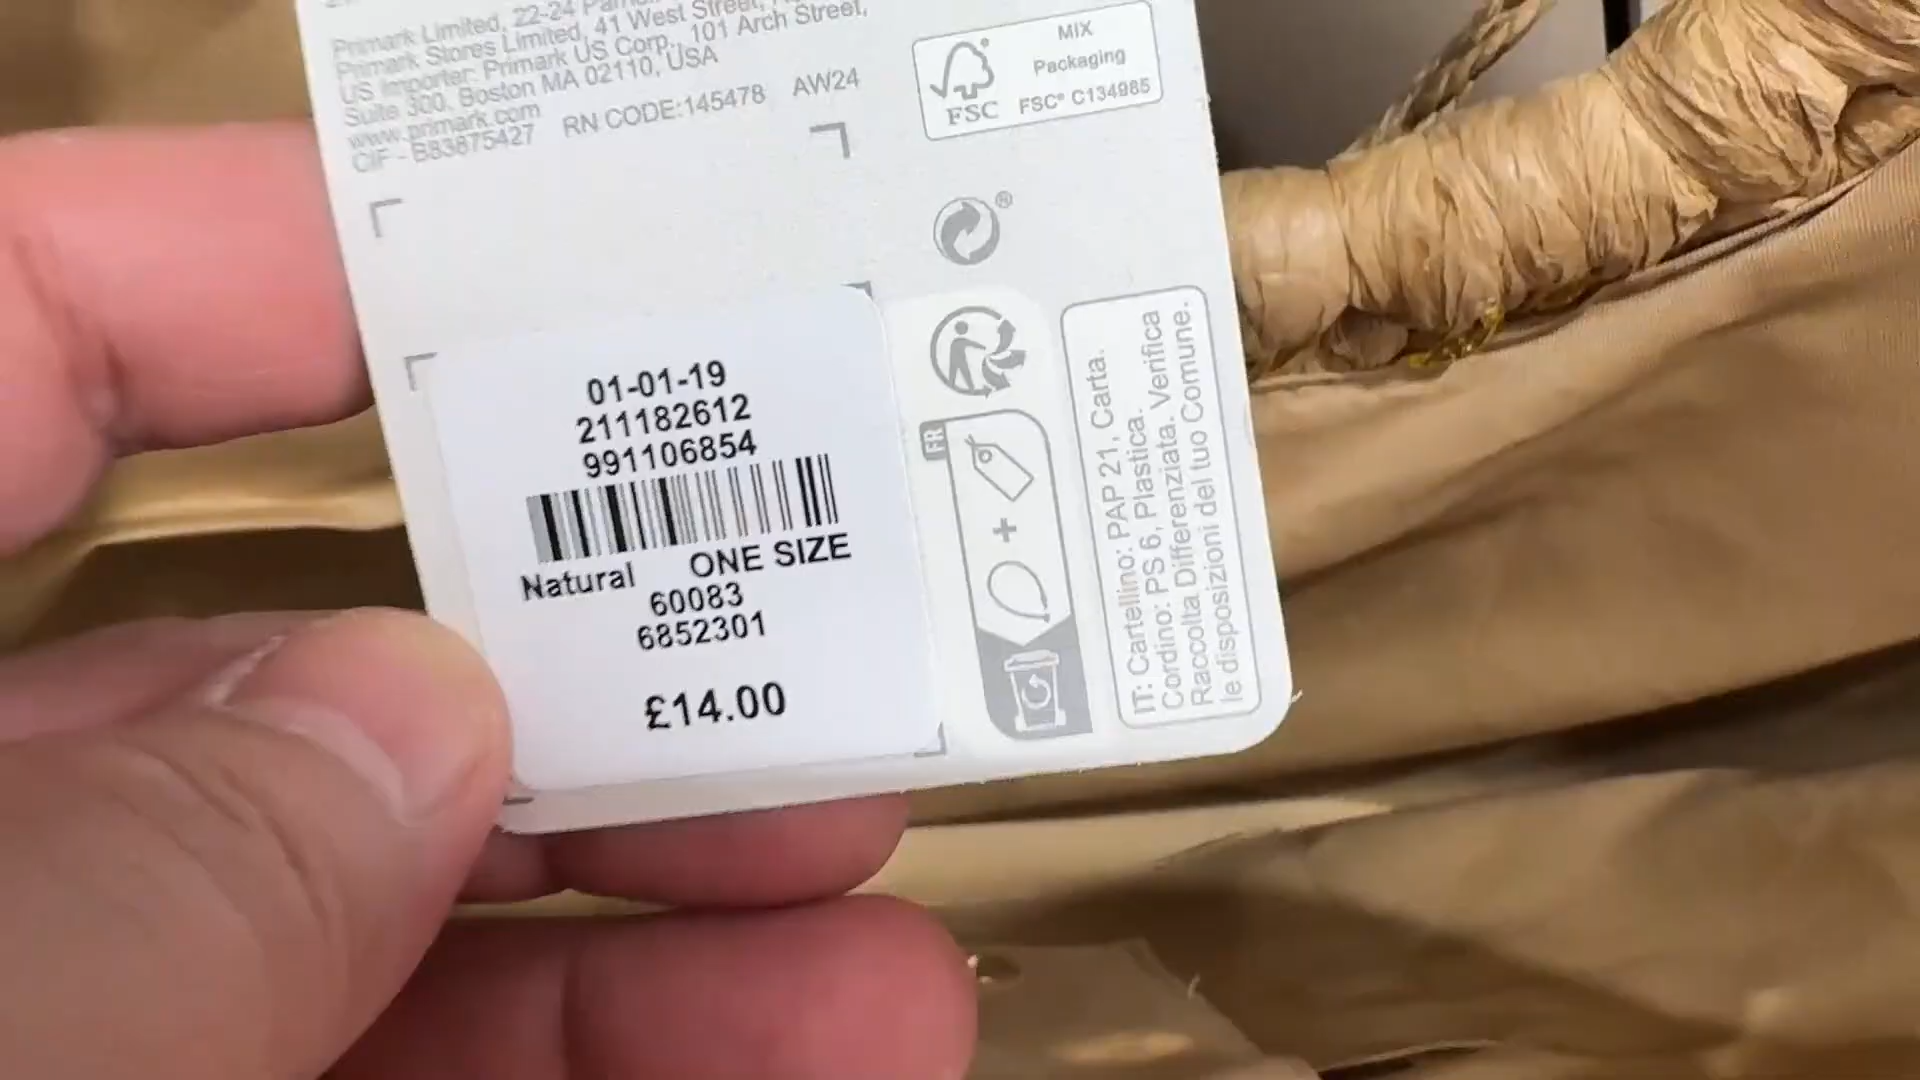 Primark Limited, 22-24
Primark Stores Limited, 41 West Street,
US Importer: Primark US Corp., 101 Arch Street,
Suite 300, Boston MA 02110, USA
www.primark.com
CIF - B83875427 RN CODE:145478 AW24
MIX
Packaging
FSC® C134985
FSC
®
01-01-19
211182612
991106854
Natural ONE SIZE
60083
6852301
£14.00
FR
+
IT: Cartellino: PAP 21, Carta.
Cordino: PS 6, Plastica.
Raccolta Differenziata. Verifica
le disposizioni del tuo Comune.